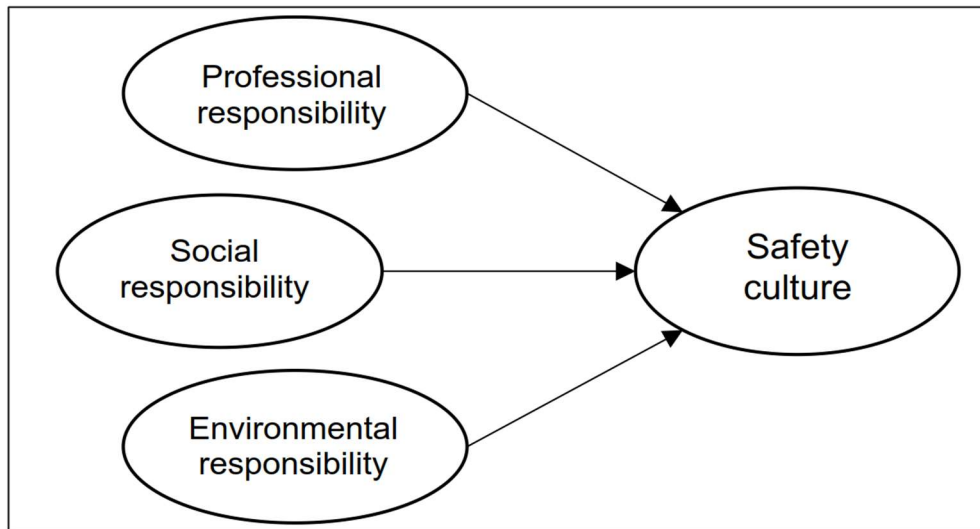 Professional
responsibility
Social
responsibility
Environmental
responsibility
Safety
culture